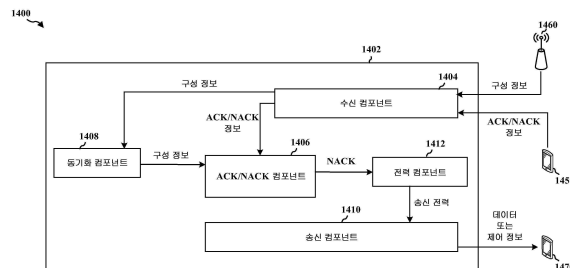 1400
1460
1402
구성 정보
1404
구성 정보
수신 컴포넌트
ACK/NACK
정보
ACK/NACK
정보
1408
1406
1412
동기화 컴포넌트
구성 정보
ACK/NACK 컴포넌트
NACK
전력 컴포넌트
1410
송신 전력
송신 컴포넌트
데이터
또는
제어 정보